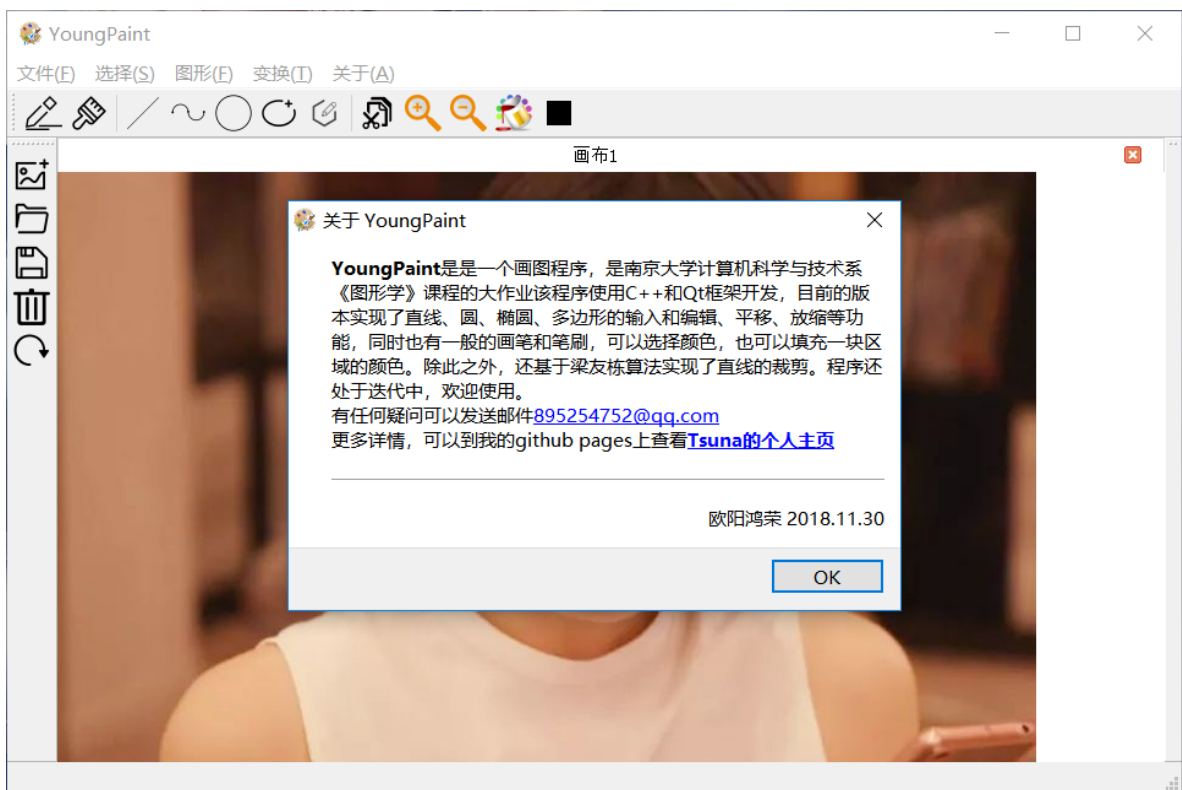 YoungPaint
文件(F) 选择(S) 图形(F) 变换(T) 关于(A)
画布1
关于 YoungPaint
YoungPaint是是一个画图程序，是南京大学计算机科学与技术系
《图形学》课程的大作业该程序使用C++和Qt框架开发，目前的版
本实现了直线、圆、椭圆、多边形的输入和编辑、平移、放缩等功
能，同时也有一般的画笔和笔刷，可以选择颜色，也可以填充一块区
域的颜色。除此之外，还基于梁友栋算法实现了直线的裁剪。程序还
处于迭代中，欢迎使用。
有任何疑问可以发送邮件895254752@qq.com
更多详情，可以到我的github pages上查看Tsuna的个人主页
欧阳鸿荣 2018.11.30
OK